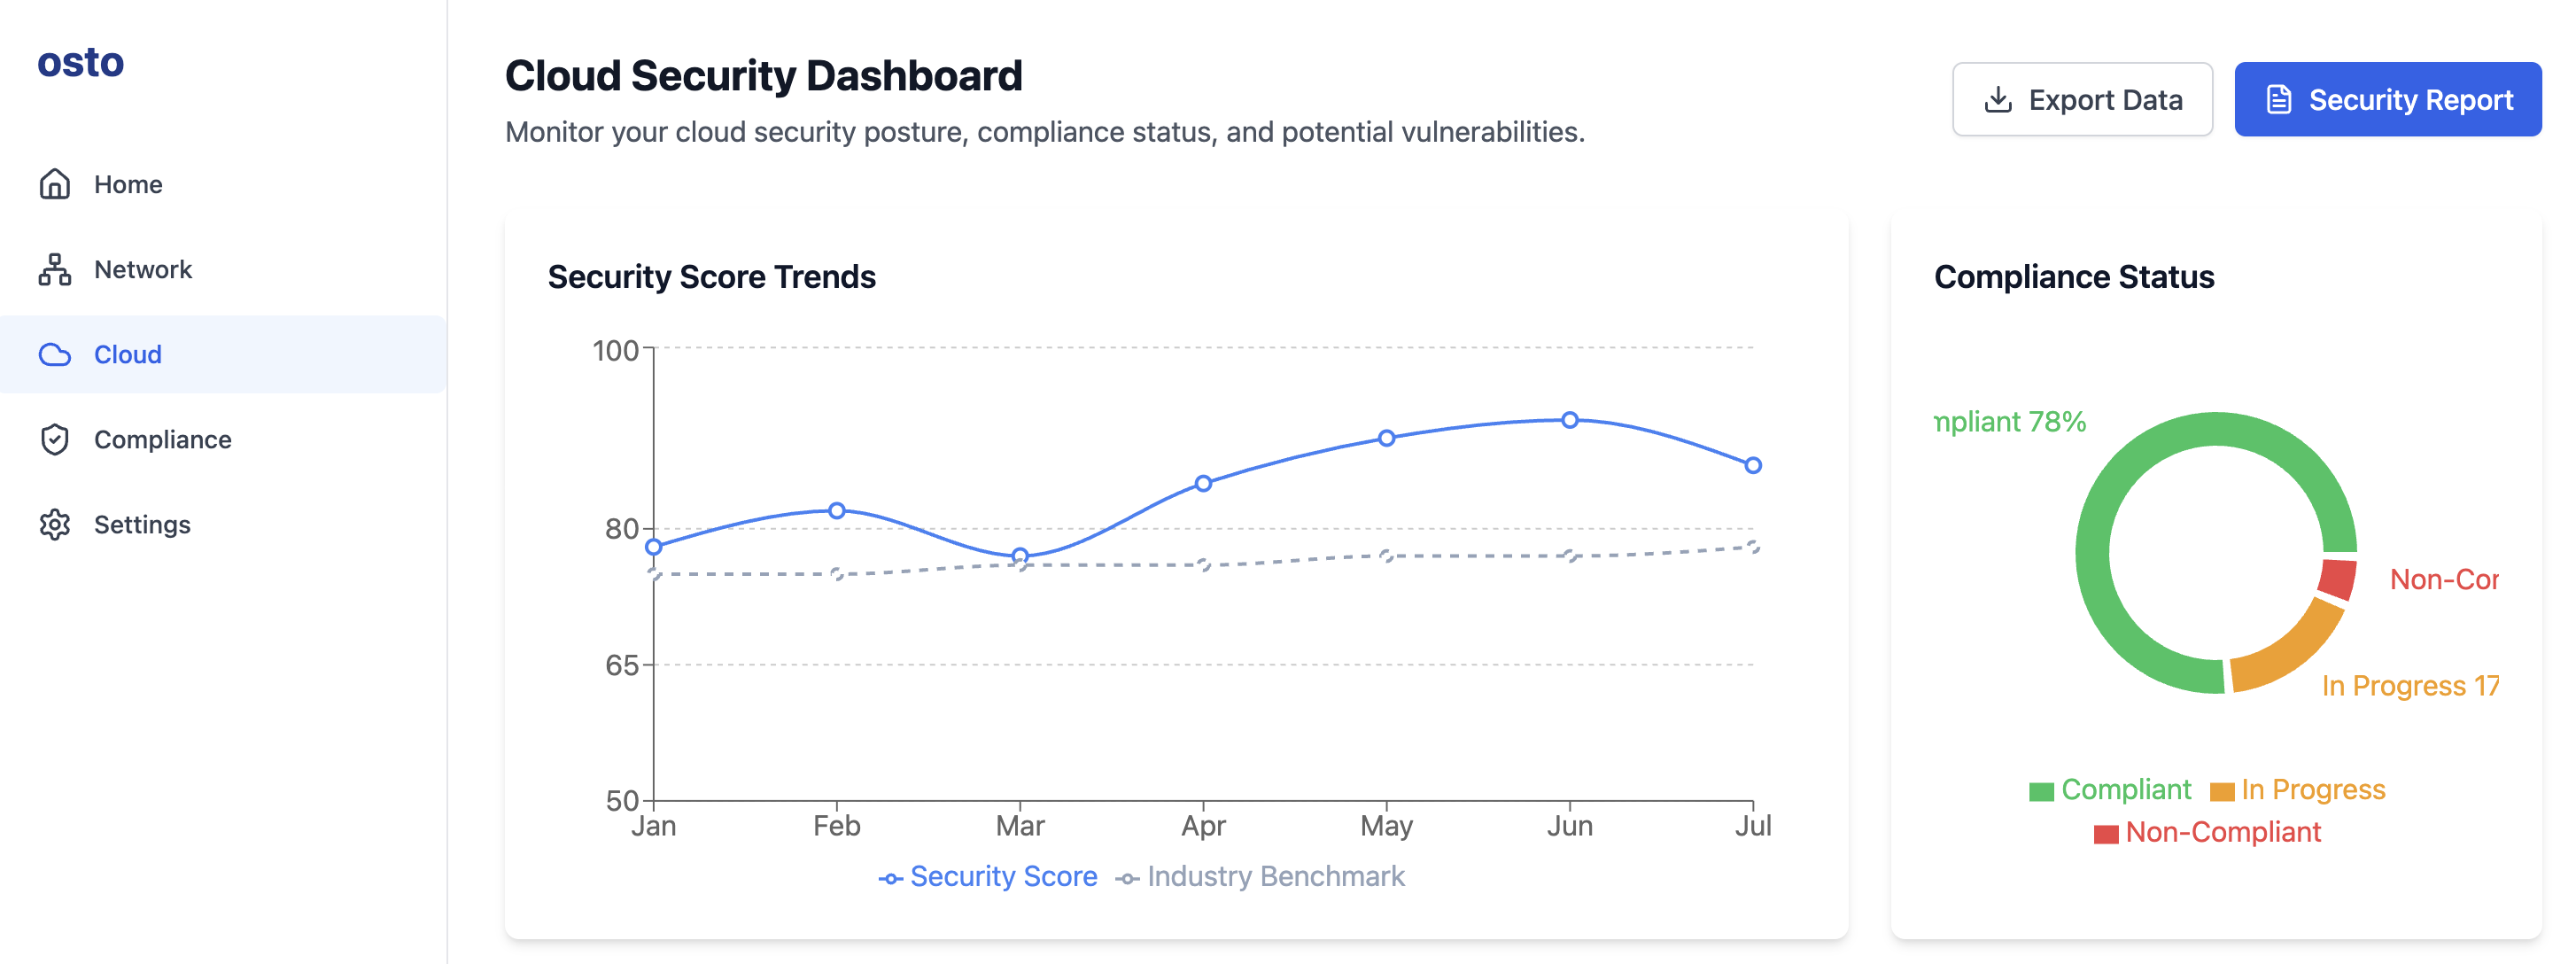 osto
Home
Network
Cloud
Compliance
Settings
Cloud Security Dashboard
Monitor your cloud security posture, compliance status, and potential vulnerabilities.
Export Data
Security Report
Security Score Trends
100
80
65
50
Jan Feb Mar Apr May Jun Jul
Security Score Industry Benchmark
Compliance Status
mpliant 78%
Non-Cor
In Progress 17
Compliant In Progress
Non-Compliant